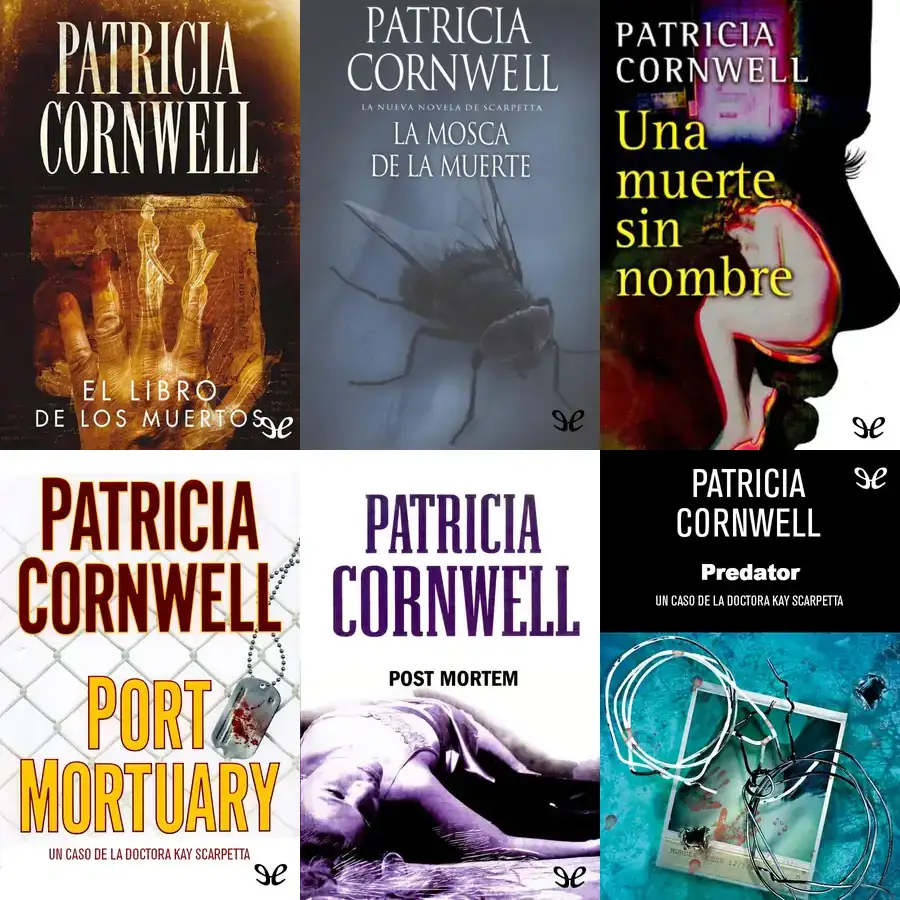 PATRICIA
CORNWELL
EL LIBRO
DE LOS MUERTOS
PATRICIA
CORNWELL
LA NUEVA NOVELA DE SCARPETTA
LA MOSCA
DE LA MUERTE
PATRICIA
CORNWELL
Una
muerte
sin
nombre
PATRICIA
CORNWELL
PORT
MORTUARY
UN CASO DE LA DOCTORA KAY SCARPETTA
PATRICIA
CORNWELL
POST MORTEM
PATRICIA
CORNWELL
Predator
UN CASO DE LA DOCTORA KAY SCARPETTA